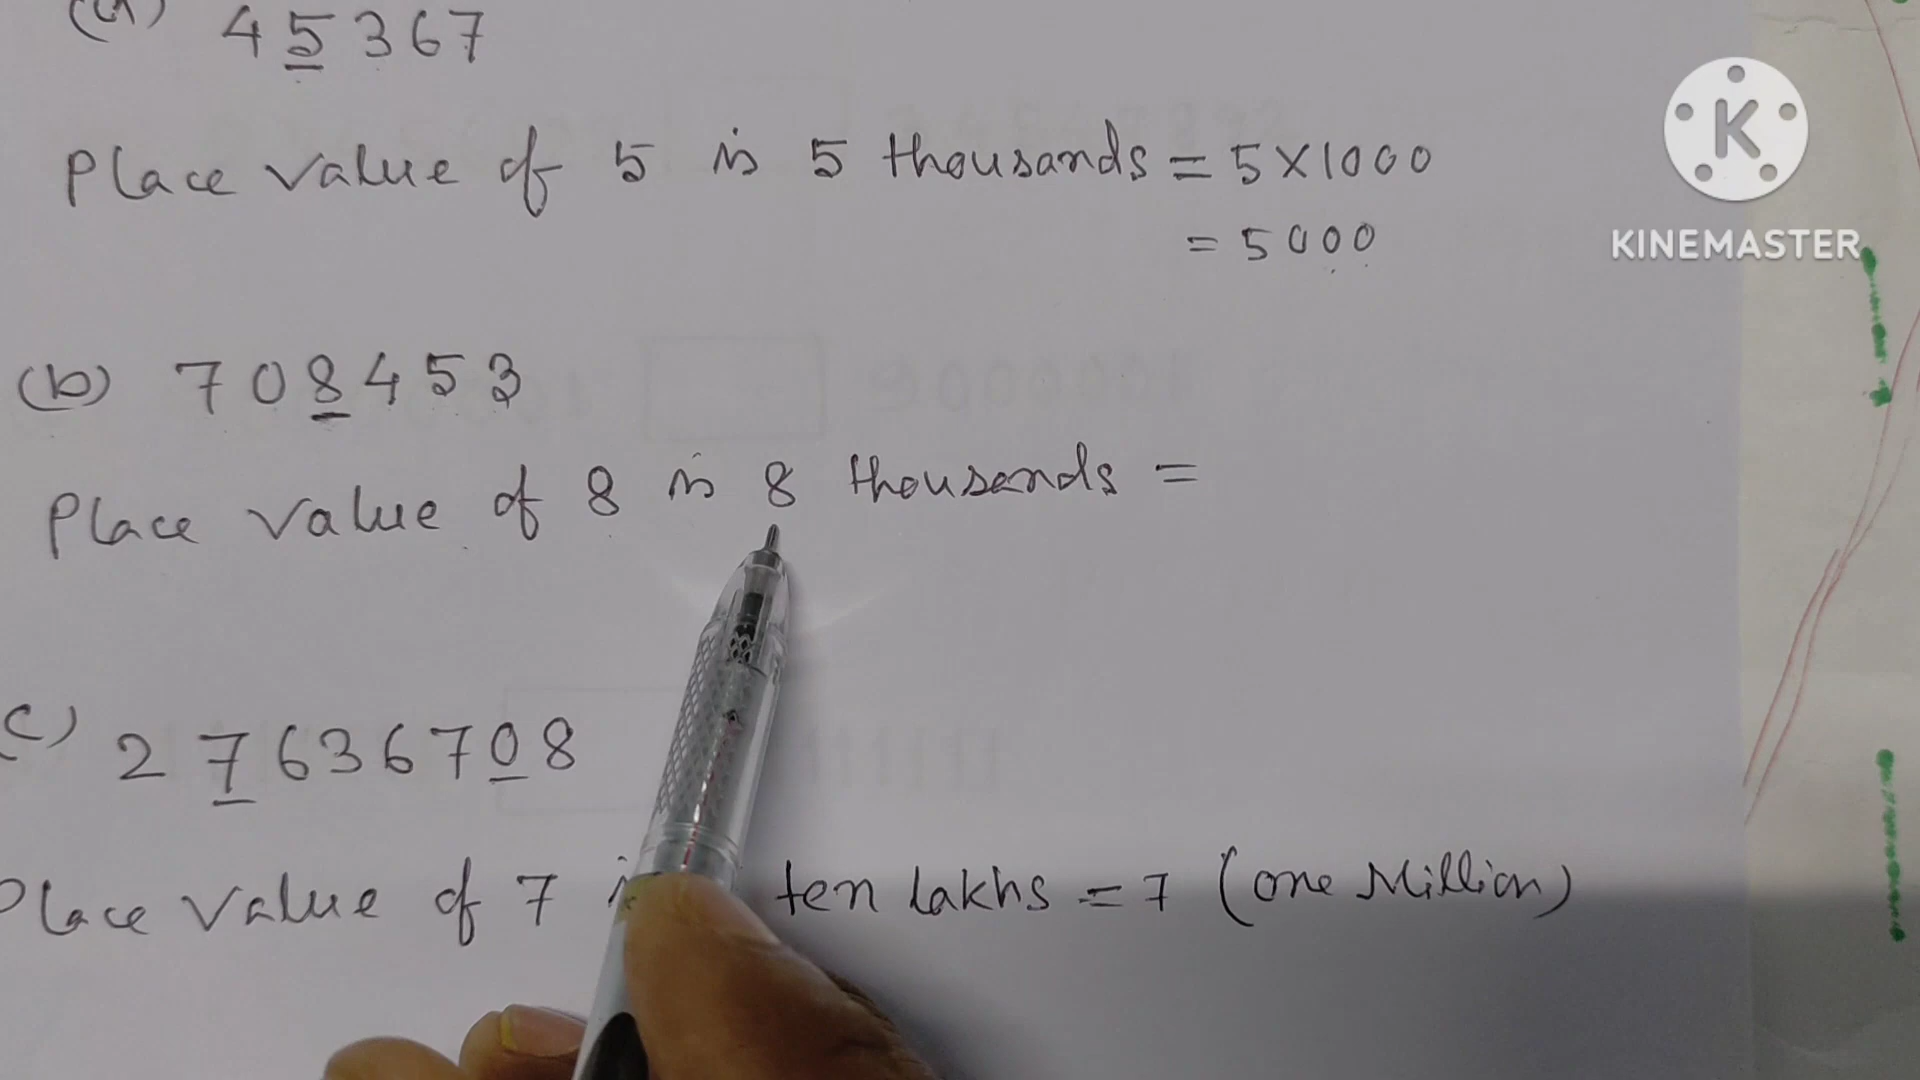 (a) 45367
Place value of 5 is 5 thousands = 5×1000
= 5000
K
KINEMASTER
(b) 708453
Place value of 8 is 8 thousands =
c) 27636708
Place value of 7 ten lakhs = 7 (one Million)